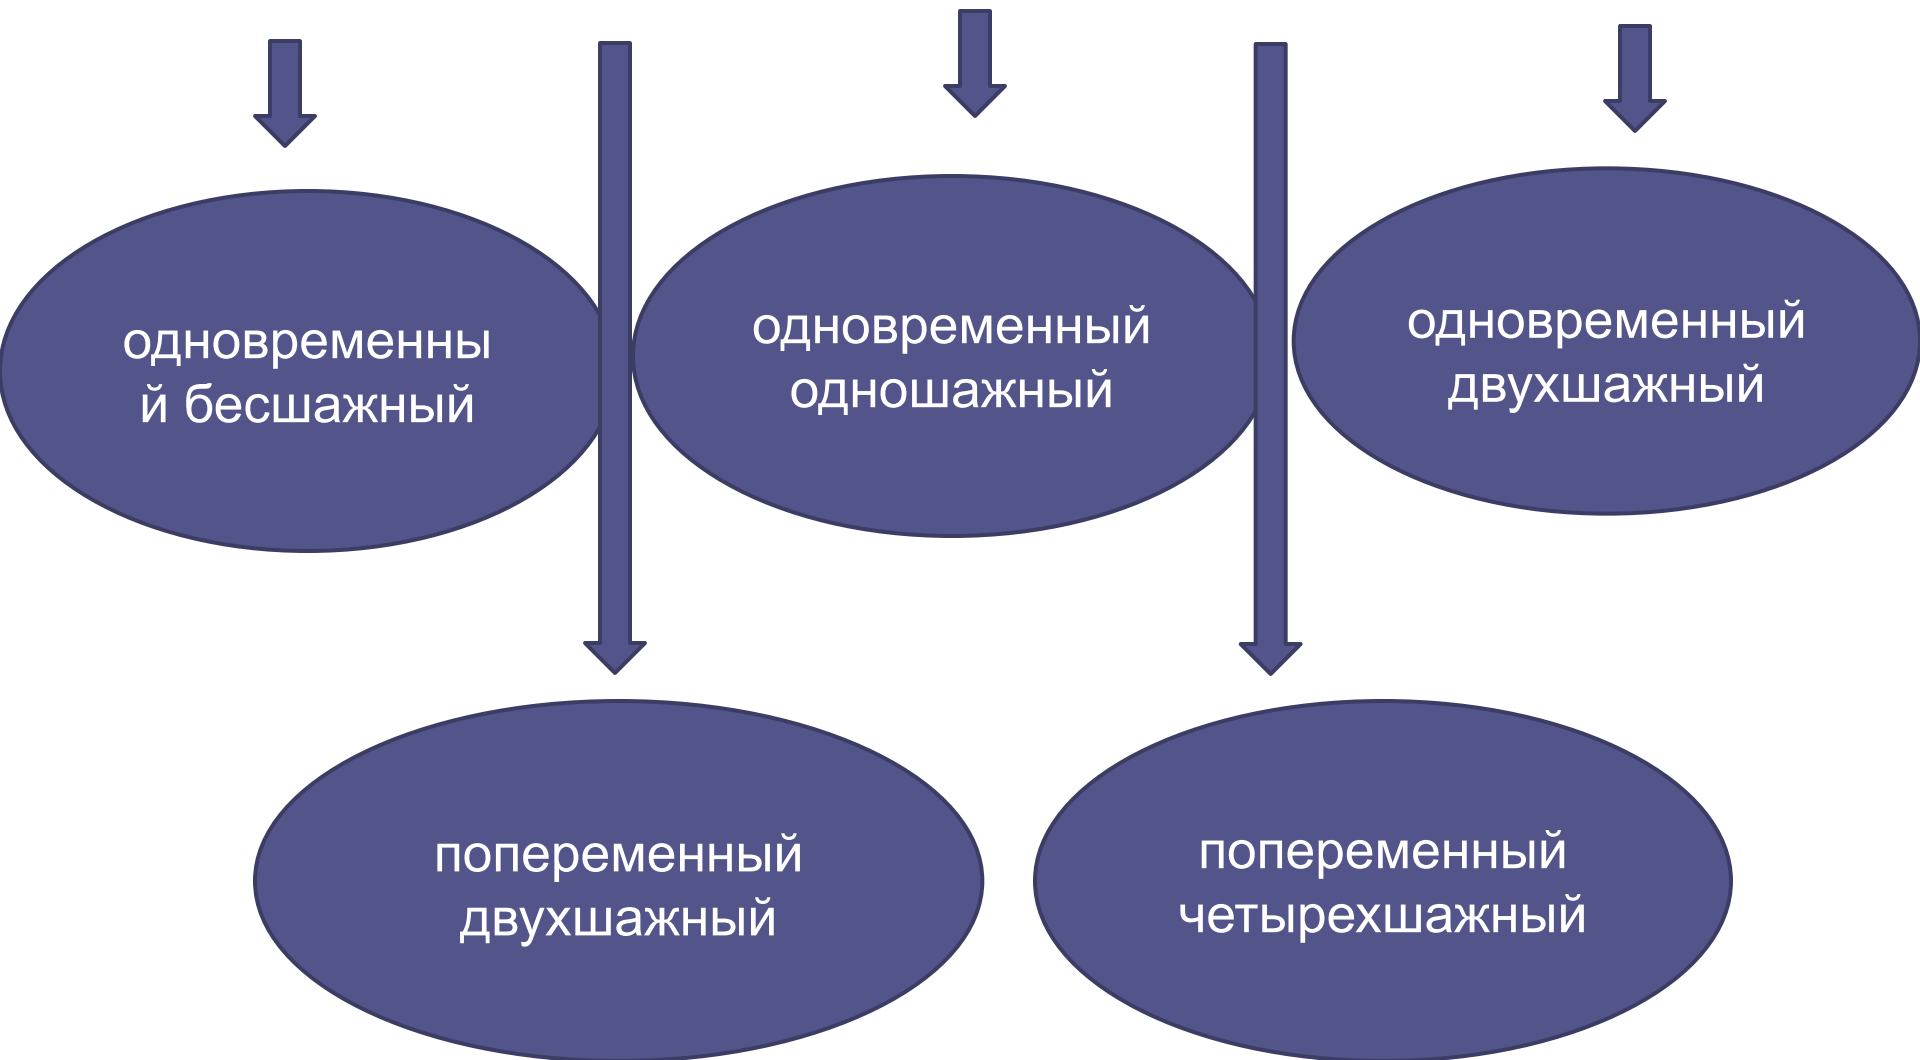 одновременны
й бесшажный
одновременный
одношажный
одновременный
двухшажный
попеременный
двухшажный
попеременный
четырехшажный